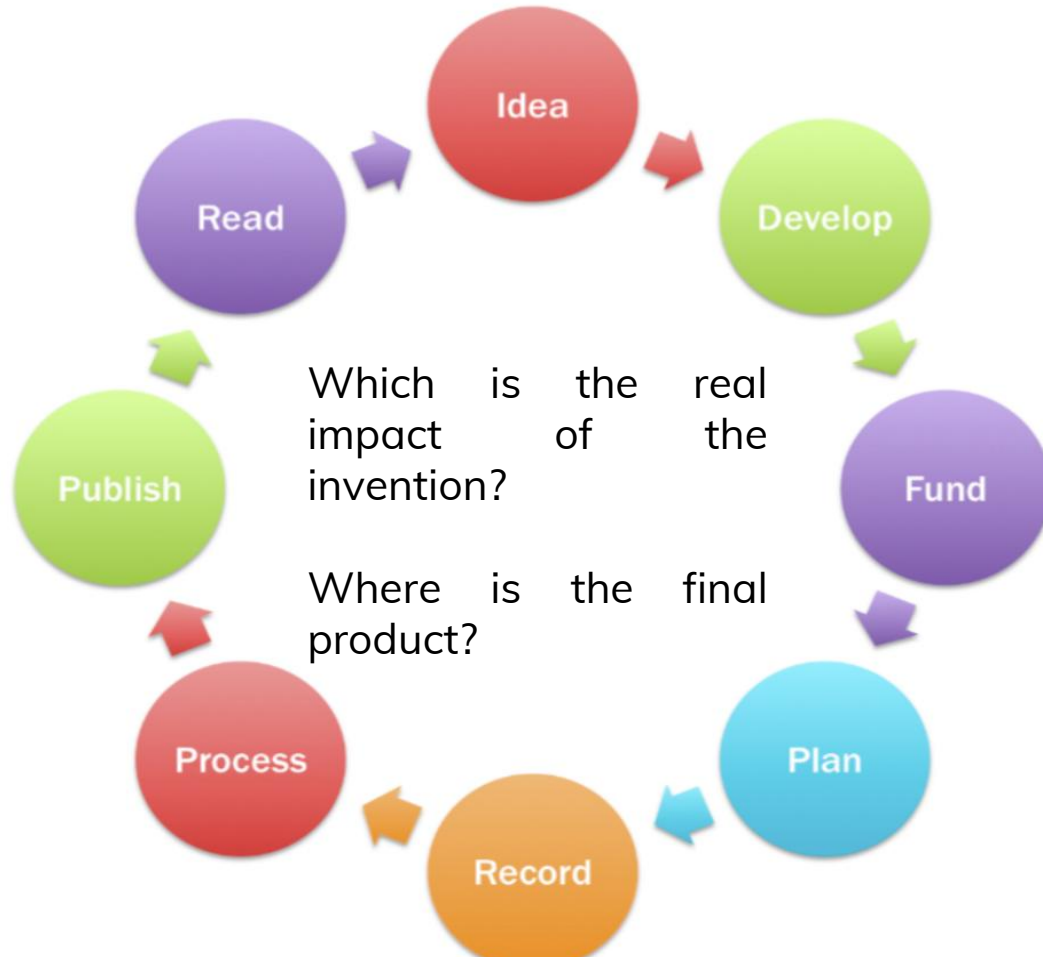 Idea
Develop
Fund
Plan
Record
Process
Publish
Read
Which is the real
impact of the
invention?
Where is the final
product?